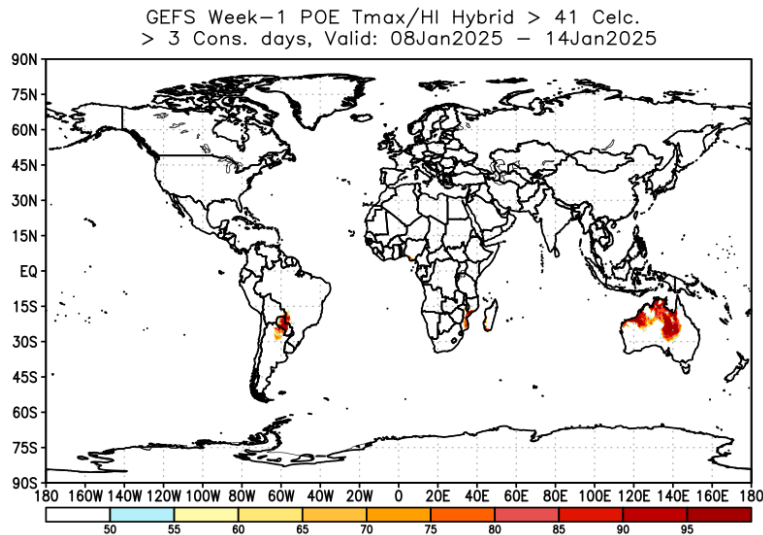 GEFS Week-1 POE Tmax/HI Hybrid > 41 Celc.
> 3 Cons. days, Valid: 08Jan2025 - 14Jan2025
90N
75N
60N
45N
30N
15N
EQ
15S
30S
45S
60S
75S
90S
180 160W 140W 120W 100W 80W 60W 40W 20W 0 20E 40E 60E 80E 100E 120E 140E 160E 180
50 55 60 65 70 75 80 85 90 95